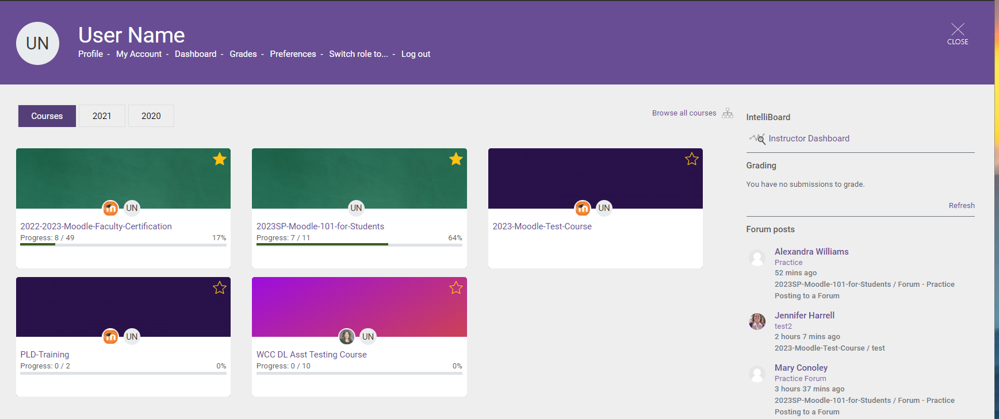 UN
User Name
Profile - My Account - Dashboard - Grades - Preferences - Switch role to... - Log out
CLOSE
Courses
2021
2020
Browse all courses
UN
2022-2023-Moodle-Faculty-Certification
Progress: 8 / 49
17%
UN
2023SP-Moodle-101-for-Students
Progress: 7 / 11
64%
UN
2023-Moodle-Test-Course
UN
PLD-Training
Progress: 0 / 2
0%
UN
WCC DL Asst Testing Course
Progress: 0 / 10
0%
IntelliBoard
Instructor Dashboard
Grading
You have no submissions to grade.
Refresh
Forum posts
Alexandra Williams
Practice
52 mins ago
2023SP-Moodle-101-for-Students / Forum - Practice
Posting to a Forum
Jennifer Harrell
test2
2 hours 7 mins ago
2023-Moodle-Test-Course / test
Mary Conoley
Practice Forum
3 hours 37 mins ago
2023SP-Moodle-101-for-Students / Forum - Practice
Posting to a Forum